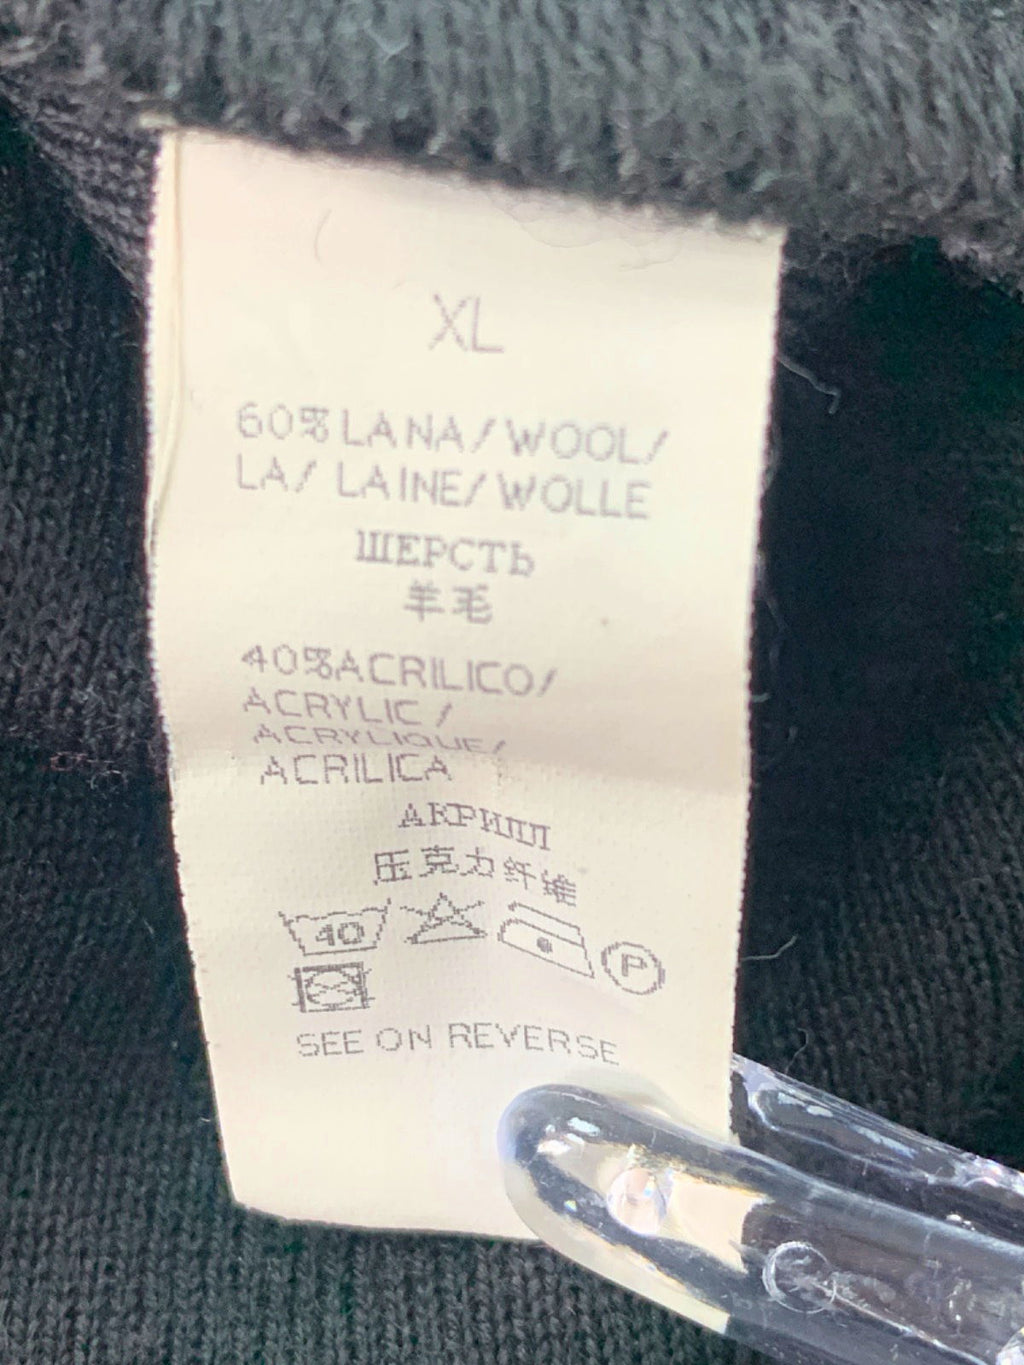 XL
60% LANA/WOOL/
LA/ LAINE/WOLLE
ШЕРСТЬ
羊毛
40%ACRILICO/
ACRYLIC /
ACRYLIQUE/
ACRILICA
АКРИЛЛ
压克力纤维
40
P
SEE ON REVERSE